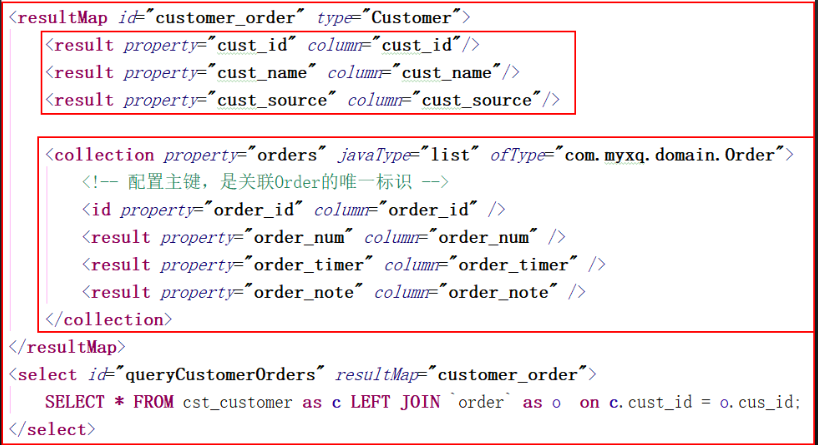 <resultMap id="customer_order" type="Customer">
<result property="cust_id" column="cust_id"/>
<result property="cust_name" column="cust_name"/>
<result property="cust_source" column="cust_source"/>
<collection property="orders" javaType="list" ofType="com.myxq.domain.Order">
<!-- 配置主键，是关联Order的唯一标识 -->
<id property="order_id" column="order_id" />
<result property="order_num" column="order_num" />
<result property="order_timer" column="order_timer" />
<result property="order_note" column="order_note" />
</collection>
</resultMap>
<select id="queryCustomerOrders" resultMap="customer_order">
SELECT * FROM cst_customer as c LEFT JOIN `order` as o  on c.cust_id = o.cus_id;
</select>